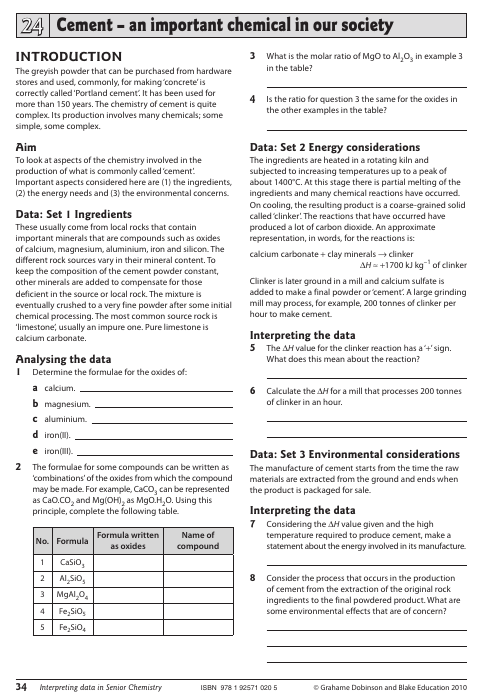 24 Cement – an important chemical in our society
INTRODUCTION
The greyish powder that can be purchased from hardware
stores and used, commonly, for making 'concrete' is
correctly called 'Portland cement'. It has been used for
more than 150 years. The chemistry of cement is quite
complex. Its production involves many chemicals; some
simple, some complex.
Aim
To look at aspects of the chemistry involved in the
production of what is commonly called 'cement'.
Important aspects considered here are (1) the ingredients,
(2) the energy needs and (3) the environmental concerns.
Data: Set 1 Ingredients
These usually come from local rocks that contain
important minerals that are compounds such as oxides
of calcium, magnesium, aluminium, iron and silicon. The
different rock sources vary in their mineral content. To
keep the composition of the cement powder constant,
other minerals are added to compensate for those
deficient in the source or local rock. The mixture is
eventually crushed to a very fine powder after some initial
chemical processing. The most common source rock is
'limestone', usually an impure one. Pure limestone is
calcium carbonate.
Analysing the data
1 Determine the formulae for the oxides of:
a calcium.
b magnesium.
c aluminium.
d iron(II).
e iron(III).
2 The formulae for some compounds can be written as
'combinations' of the oxides from which the compound
may be made. For example, CaCO3 can be represented
as CaO.CO2 and Mg(OH)2 as MgO.H2O. Using this
principle, complete the following table.
No. Formula Formula written as oxides Name of compound
1 CaSiO3
2 Al2SiO5
3 MgAl2O4
4 Fe2SiO5
5 Fe2SiO4
3 What is the molar ratio of MgO to Al2O3 in example 3
in the table?
4 Is the ratio for question 3 the same for the oxides in
the other examples in the table?
Data: Set 2 Energy considerations
The ingredients are heated in a rotating kiln and
subjected to increasing temperatures up to a peak of
about 1400°C. At this stage there is partial melting of the
ingredients and many chemical reactions have occurred.
On cooling, the resulting product is a coarse-grained solid
called 'clinker'. The reactions that have occurred have
produced a lot of carbon dioxide. An approximate
representation, in words, for the reactions is:
calcium carbonate + clay minerals → clinker
ΔH ≈ +1700 kJ kg−1 of clinker
Clinker is later ground in a mill and calcium sulfate is
added to make a final powder or 'cement'. A large grinding
mill may process, for example, 200 tonnes of clinker per
hour to make cement.
Interpreting the data
5 The ΔH value for the clinker reaction has a '+' sign.
What does this mean about the reaction?
6 Calculate the ΔH for a mill that processes 200 tonnes
of clinker in an hour.
Data: Set 3 Environmental considerations
The manufacture of cement starts from the time the raw
materials are extracted from the ground and ends when
the product is packaged for sale.
Interpreting the data
7 Considering the ΔH value given and the high
temperature required to produce cement, make a
statement about the energy involved in its manufacture.
8 Consider the process that occurs in the production
of cement from the extraction of the original rock
ingredients to the final powdered product. What are
some environmental effects that are of concern?
34 Interpreting data in Senior Chemistry ISBN 978 1 92571 020 5 © Grahame Dobinson and Blake Education 2010